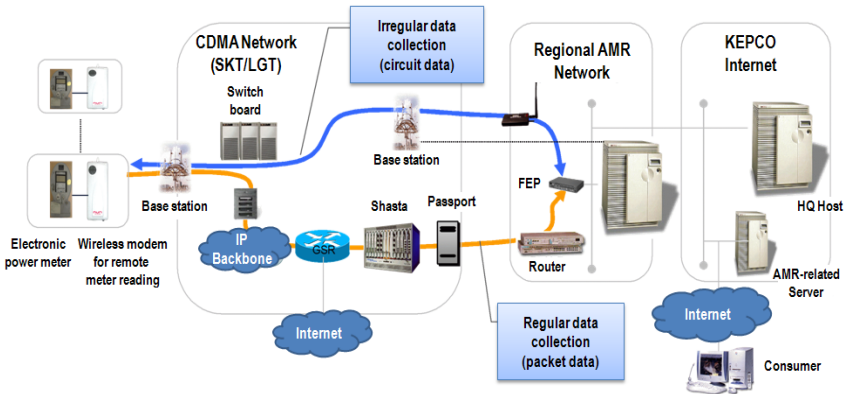 CDMA Network
(SKT/LGT)
Irregular data
collection
(circuit data)
Regional AMR
Network
KEPCO
Internet
Switch
board
Base station
Base station
FEP
HQ Host
Electronic
power meter
Wireless modem
for remote
meter reading
IP
Backbone
GSR
Shasta
Passport
Router
AMR-related
Server
Internet
Regular data
collection
(packet data)
Internet
Consumer